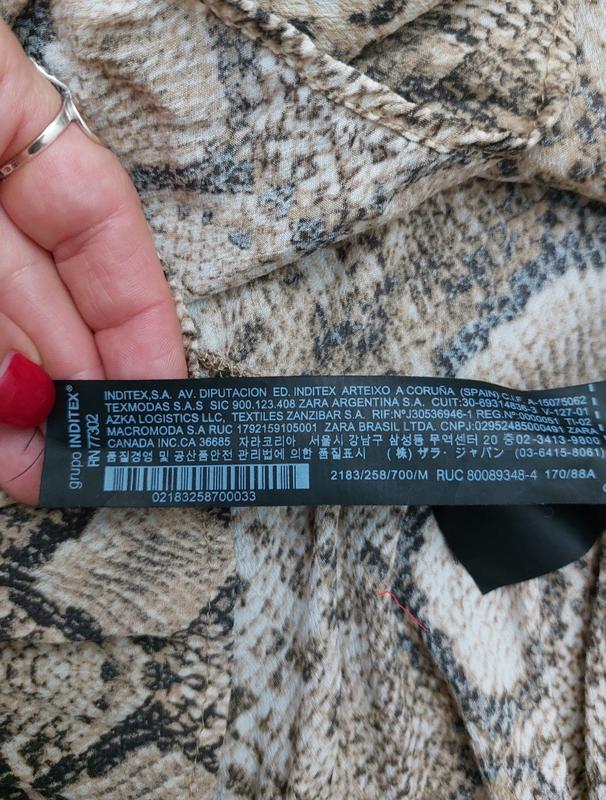 grupo INDITEX®
RN 77302
INDITEX,S.A. AV. DIPUTACION ED. INDITEX ARTEIXO A CORUÑA (SPAIN) C.I.F. A-15075062
TEXMODAS S.A.S SIC 900.123.408 ZARA ARGENTINA S.A. CUIT:30-69314836-3 V-127-01
AZKA LOGISTICS LLC, TEXTILES ZANZIBAR S.A. RIF:NºJ30536946-1 REG.Nº 0000051 TI-02
MACROMODA S.A RUC 1792159105001 ZARA BRASIL LTDA. CNPJ:
CANADA INC.CA 36685 자라코리아 서울시 강남구 삼성동 무역센터 20 층02-3413-9800
품질경영 및 공산품안전 관리법에 의한 품질표시 (株) ザラ・ジャパン (03-6415-8061)
2183/258/700/M RUC 80089348-4 170/88A
02183258700033